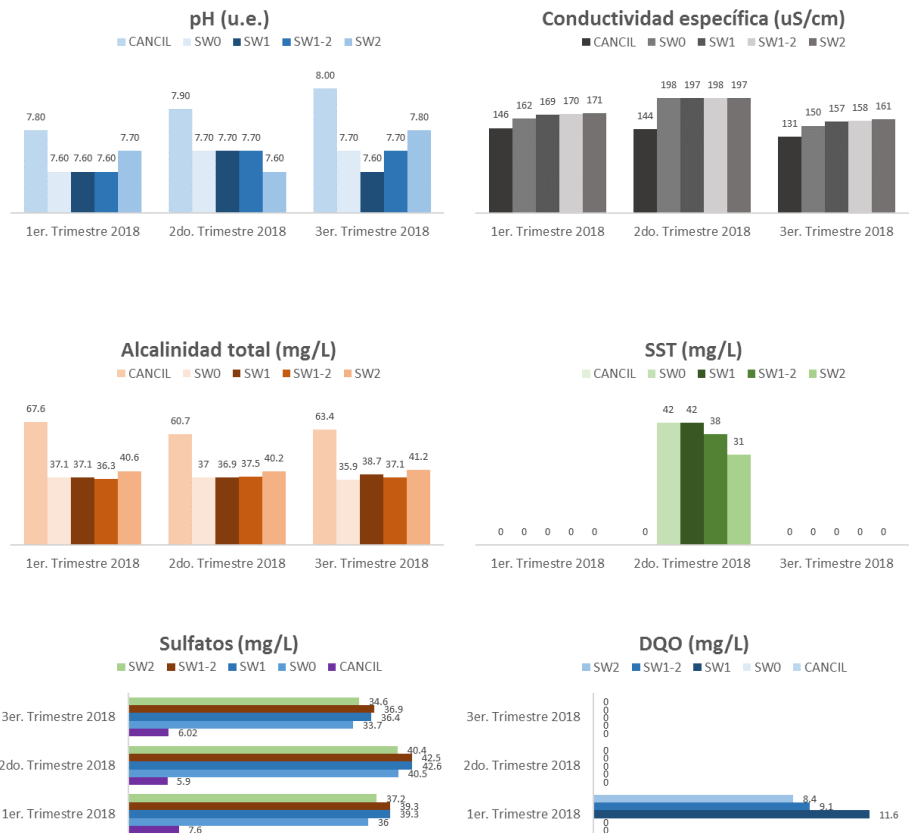 pH (u.e.)
CANCIL SW0 SW1 SW1-2 SW2
8.00
7.90
7.80 7.80
7.70 7.70 7.70 7.70 7.70 7.70
7.60 7.60 7.60 7.60 7.60
1er. Trimestre 2018 2do. Trimestre 2018 3er. Trimestre 2018
Conductividad específica (uS/cm)
CANCIL SW0 SW1 SW1-2 SW2
146 162 169 170 171
144 198 197 198 197
131 150 157 158 161
1er. Trimestre 2018 2do. Trimestre 2018 3er. Trimestre 2018
Alcalinidad total (mg/L)
CANCIL SW0 SW1 SW1-2 SW2
67.6 37.1 37.1 36.3 40.6
60.7 37 36.9 37.5 40.2
63.4 35.9 38.7 37.1 41.2
1er. Trimestre 2018 2do. Trimestre 2018 3er. Trimestre 2018
SST (mg/L)
CANCIL SW0 SW1 SW1-2 SW2
0 0 0 0 0
0 42 42 38 31
0 0 0 0 0
1er. Trimestre 2018 2do. Trimestre 2018 3er. Trimestre 2018
Sulfatos (mg/L)
SW2 SW1-2 SW1 SW0 CANCIL
3er. Trimestre 2018
34.6
36.9
36.4
33.7
6.02
2do. Trimestre 2018
40.4
42.5
42.6
40.5
5.9
1er. Trimestre 2018
37.2
39.3
39.3
36
7.6
DQO (mg/L)
SW2 SW1-2 SW1 SW0 CANCIL
3er. Trimestre 2018
0
0
0
0
0
2do. Trimestre 2018
0
0
0
0
0
1er. Trimestre 2018
8.4
9.1
11.6
0
0